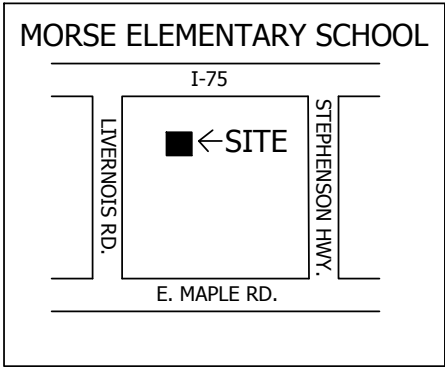 MORSE ELEMENTARY SCHOOL
I-75
LIVERNOIS RD.
STEPHENSON HWY.
←SITE
E. MAPLE RD.